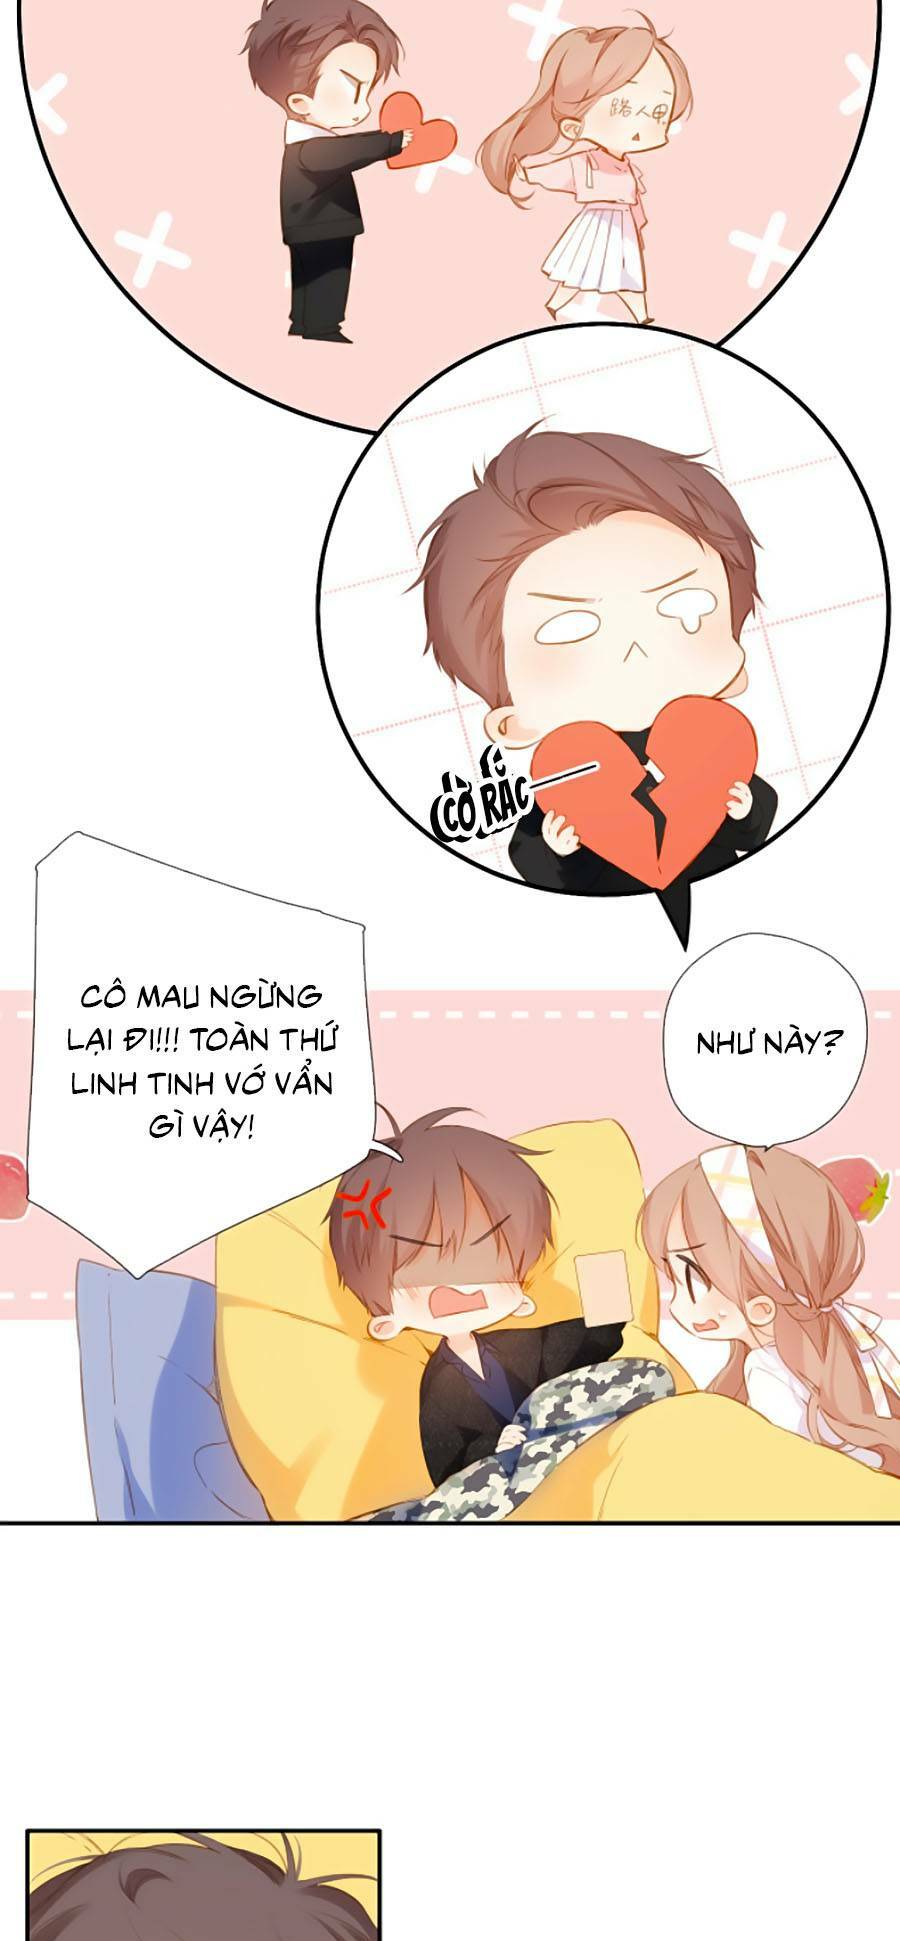 路人甲
CỜ RẮC
CÔ MAU NGỪNG
LẠI ĐI!!! TOÀN THỨ
LINH TINH VỚ VẨN
GÌ VẬY!
NHƯ NÀY?